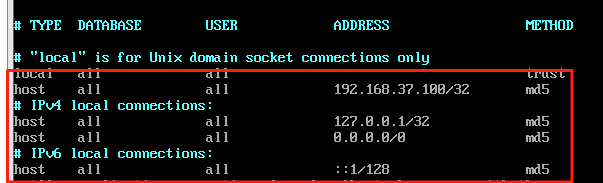 # TYPE DATABASE USER ADDRESS METHOD
# "local" is for Unix domain socket connections only
local all all trust
host all all 192.168.37.100/32 md5
# IPv4 local connections:
host all all 127.0.0.1/32 md5
host all all 0.0.0.0/0 md5
# IPv6 local connections:
host all all ::1/128 md5